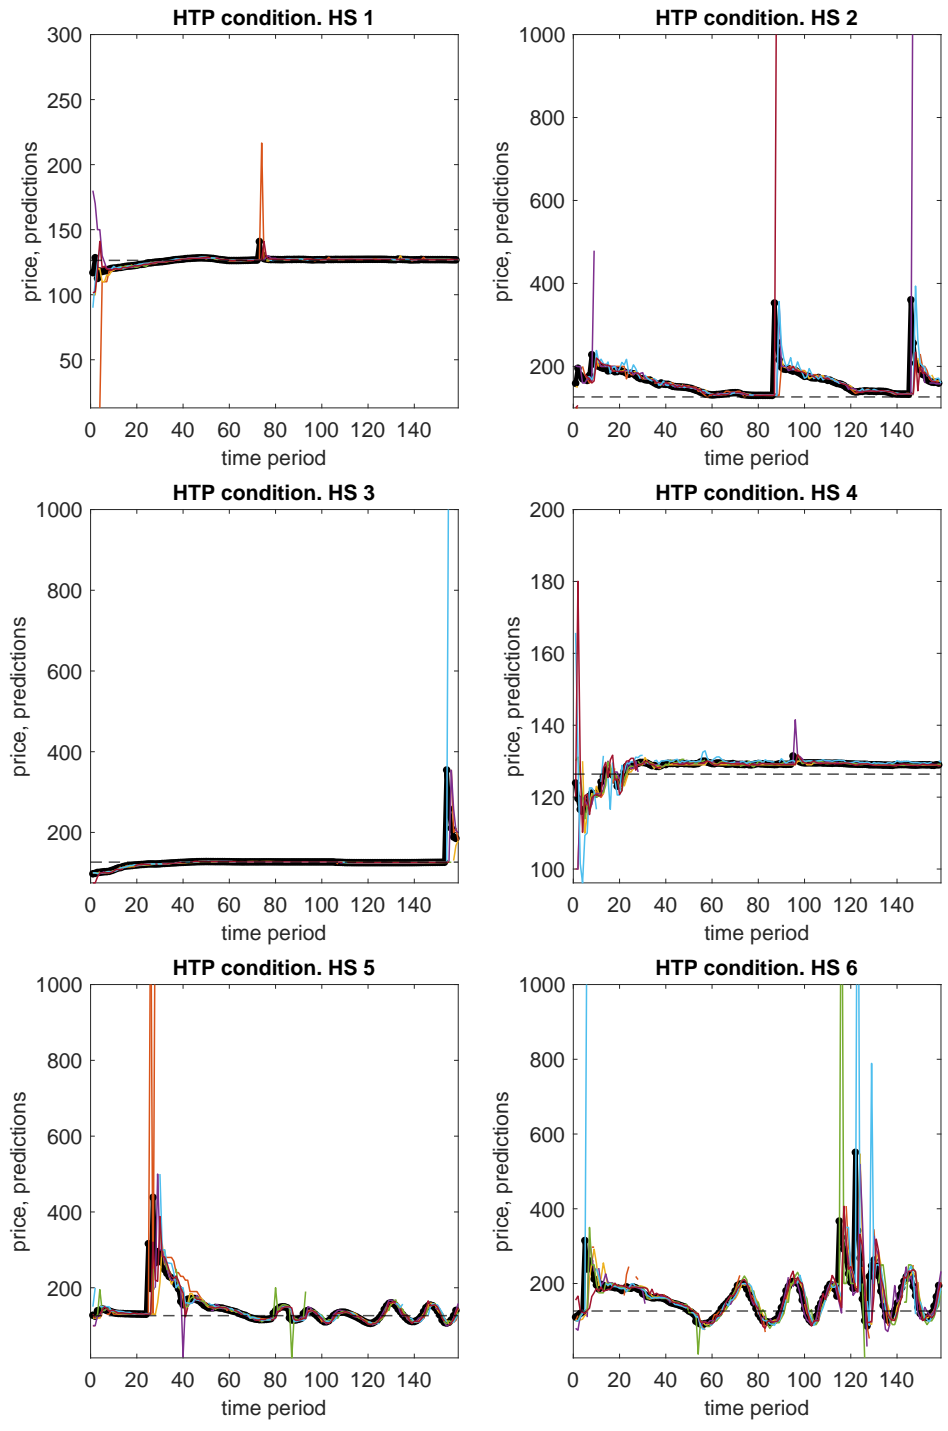 HTP condition. HS 1
300
250
200
150
100
50
price, predictions
0 20 40 60 80 100 120 140
time period
HTP condition. HS 2
1000
800
600
400
200
price, predictions
0 20 40 60 80 100 120 140
time period
HTP condition. HS 3
1000
800
600
400
200
price, predictions
0 20 40 60 80 100 120 140
time period
HTP condition. HS 4
200
180
160
140
120
100
price, predictions
0 20 40 60 80 100 120 140
time period
HTP condition. HS 5
1000
800
600
400
200
price, predictions
0 20 40 60 80 100 120 140
time period
HTP condition. HS 6
1000
800
600
400
200
price, predictions
0 20 40 60 80 100 120 140
time period